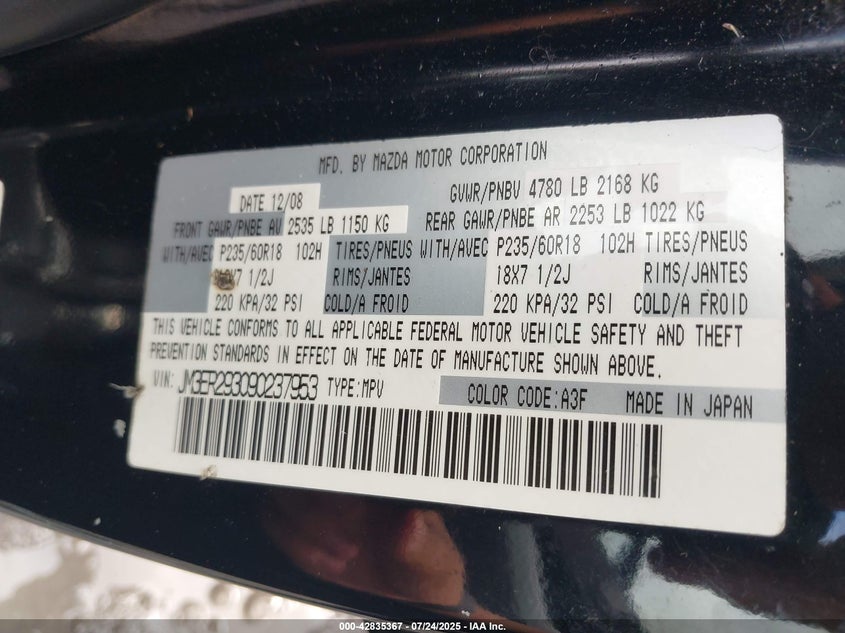 MFD. BY MAZDA MOTOR CORPORATION
DATE 12/08 GVWR/PNBV 4780 LB 2168 KG
FRONT GAWR/PNBE AV 2535 LB 1150 KG REAR GAWR/PNBE AR 2253 LB 1022 KG
WITH/AVEC P235/60R18 102H TIRES/PNEUS WITH/AVEC P235/60R18 102H TIRES/PNEUS
1/2J RIMS/JANTES 18X7 1/2J RIMS/JANTES
220 KPA/32 PSI COLD/A FROID 220 KPA/32 PSI COLD/A FROID
THIS VEHICLE CONFORMS TO ALL APPLICABLE FEDERAL MOTOR VEHICLE SAFETY AND THEFT
PREVENTION STANDARDS IN EFFECT ON THE DATE OF MANUFACTURE SHOWN ABOVE.
VIN: JM3ER293090237953 TYPE:MPV COLOR CODE:A3F MADE IN JAPAN
000-42835367 - 07/24/2025 - IAA Inc.